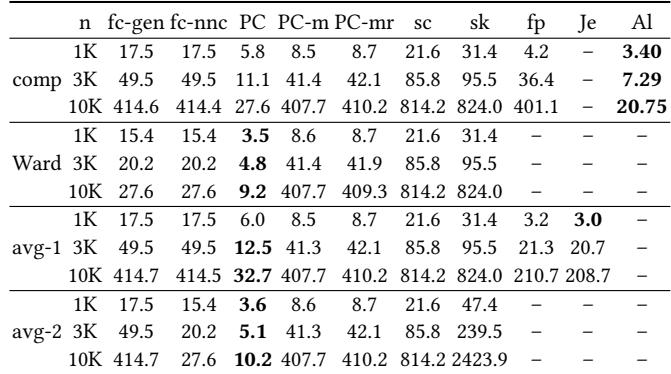 n fc-gen fc-nnc PC PC-m PC-mr sc sk fp Je Al
1K 17.5 17.5 5.8 8.5 8.7 21.6 31.4 4.2 – 3.40
comp 3K 49.5 49.5 11.1 41.4 42.1 85.8 95.5 36.4 – 7.29
10K 414.6 414.4 27.6 407.7 410.2 814.2 824.0 401.1 – 20.75
1K 15.4 15.4 3.5 8.6 8.7 21.6 31.4 – – –
Ward 3K 20.2 20.2 4.8 41.4 41.9 85.8 95.5 – – –
10K 27.6 27.6 9.2 407.7 409.3 814.2 824.0 – – –
1K 17.5 17.5 6.0 8.5 8.7 21.6 31.4 3.2 3.0 –
avg-1 3K 49.5 49.5 12.5 41.3 42.1 85.8 95.5 21.3 20.7 –
10K 414.7 414.5 32.7 407.7 410.2 814.2 824.0 210.7 208.7 –
1K 17.5 15.4 3.6 8.6 8.7 21.6 47.4 – – –
avg-2 3K 49.5 20.2 5.1 41.3 42.1 85.8 239.5 – – –
10K 414.7 27.6 10.2 407.7 410.2 814.2 2423.9 – – –